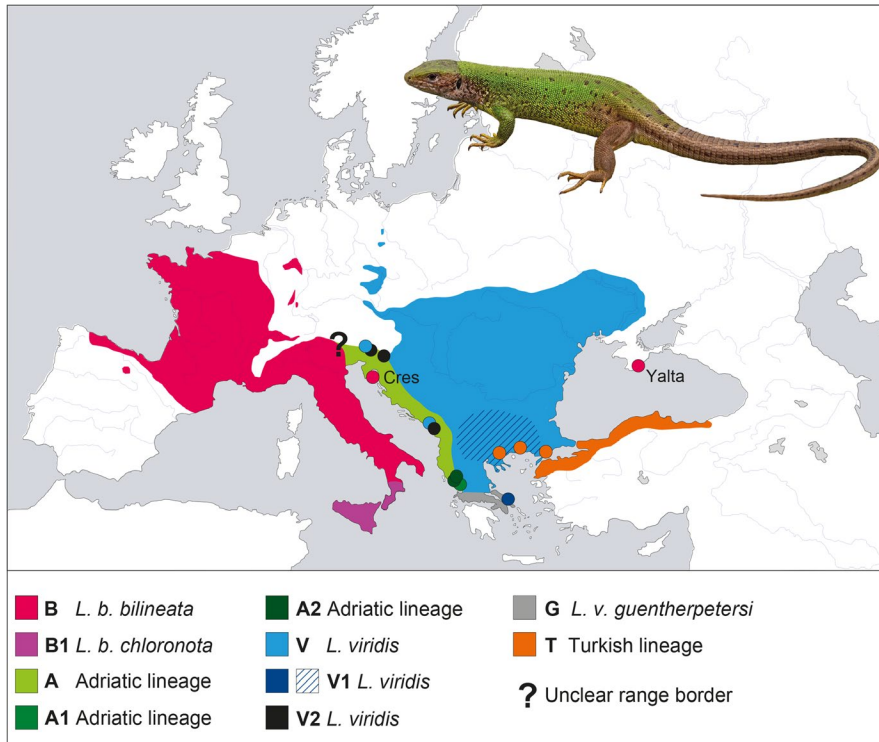 ?
Cres
Yalta
B L. b. bilineata
B1 L. b. chloronota
A Adriatic lineage
A1 Adriatic lineage
A2 Adriatic lineage
V L. viridis
V1 L. viridis
V2 L. viridis
G L. v. guentherpetersi
T Turkish lineage
? Unclear range border